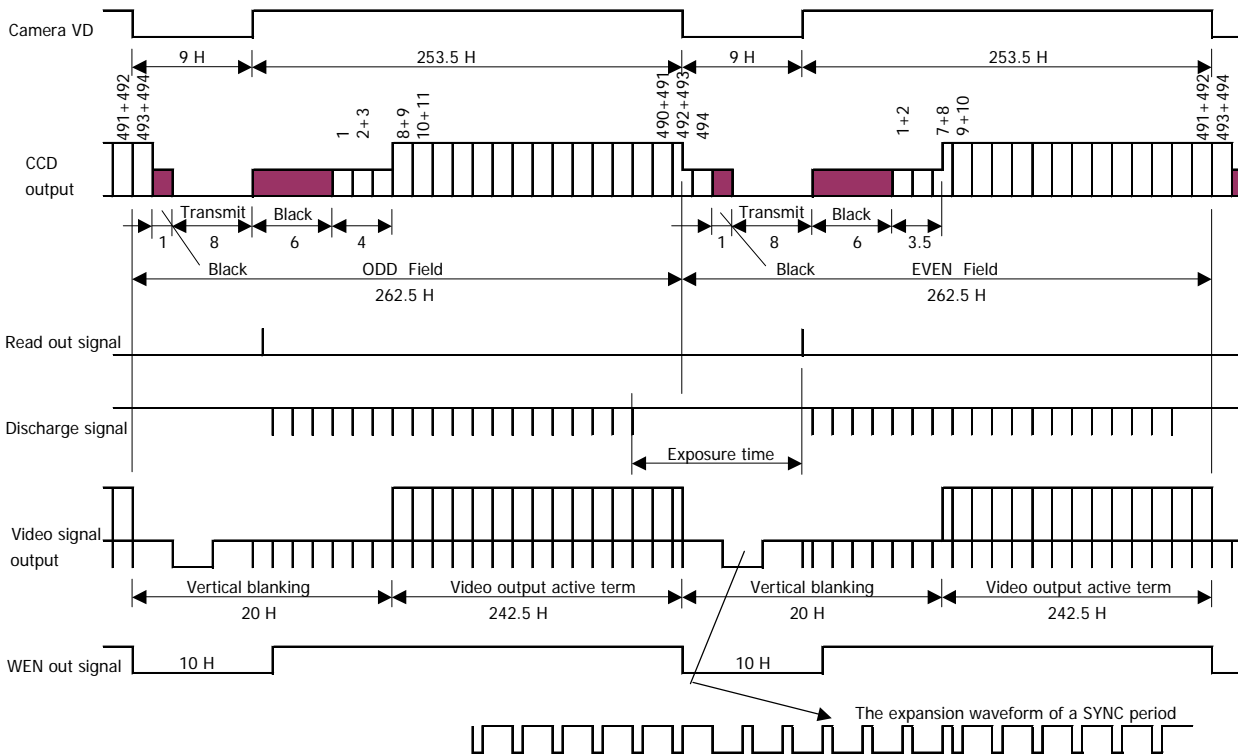 Camera VD
9 H
253.5 H
9 H
253.5 H
491+492
493+494
1
2+3
8+9
10+11
490+491
492+493
494
1+2
7+8
9+10
491+492
493+494
CCD
output
Transmit
Black
Transmit
Black
1
8
6
4
1
8
6
3.5
Black
ODD Field
Black
EVEN Field
262.5 H
262.5 H
Read out signal
Discharge signal
Exposure time
Video signal
output
Vertical blanking
Video output active term
Vertical blanking
Video output active term
20 H
242.5 H
20 H
242.5 H
WEN out signal
10 H
10 H
The expansion waveform of a SYNC period